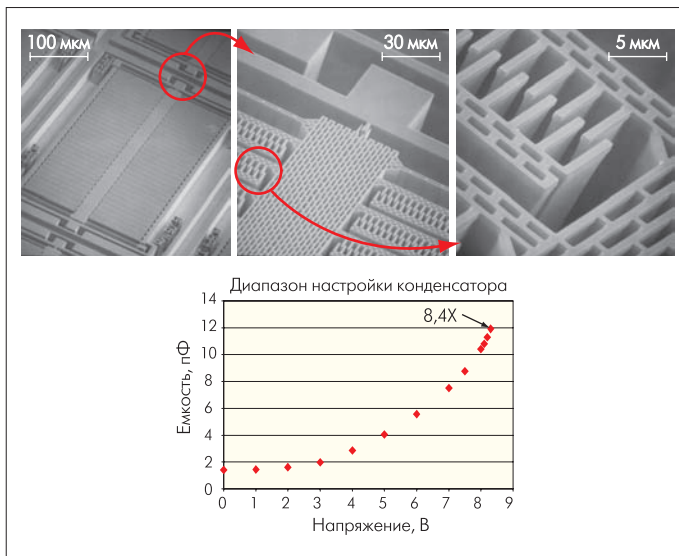 100 мкм
30 мкм
5 мкм
Диапазон настройки конденсатора
14
12
10
8
6
4
2
0
8,4X
Емкость, пФ
0 1 2 3 4 5 6 7 8 9
Напряжение, В